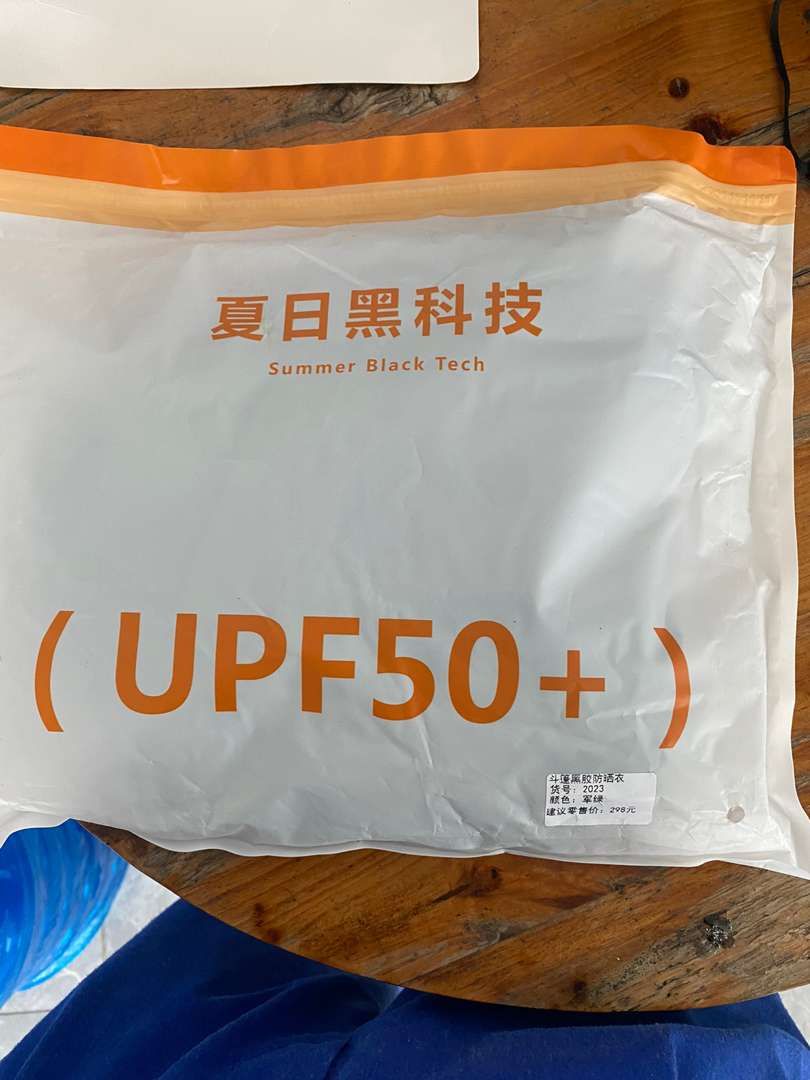 夏日黑科技
Summer Black Tech
(UPF50+)
斗篷黑胶防晒衣
货号：2023
颜色：军绿
建议零售价：298元